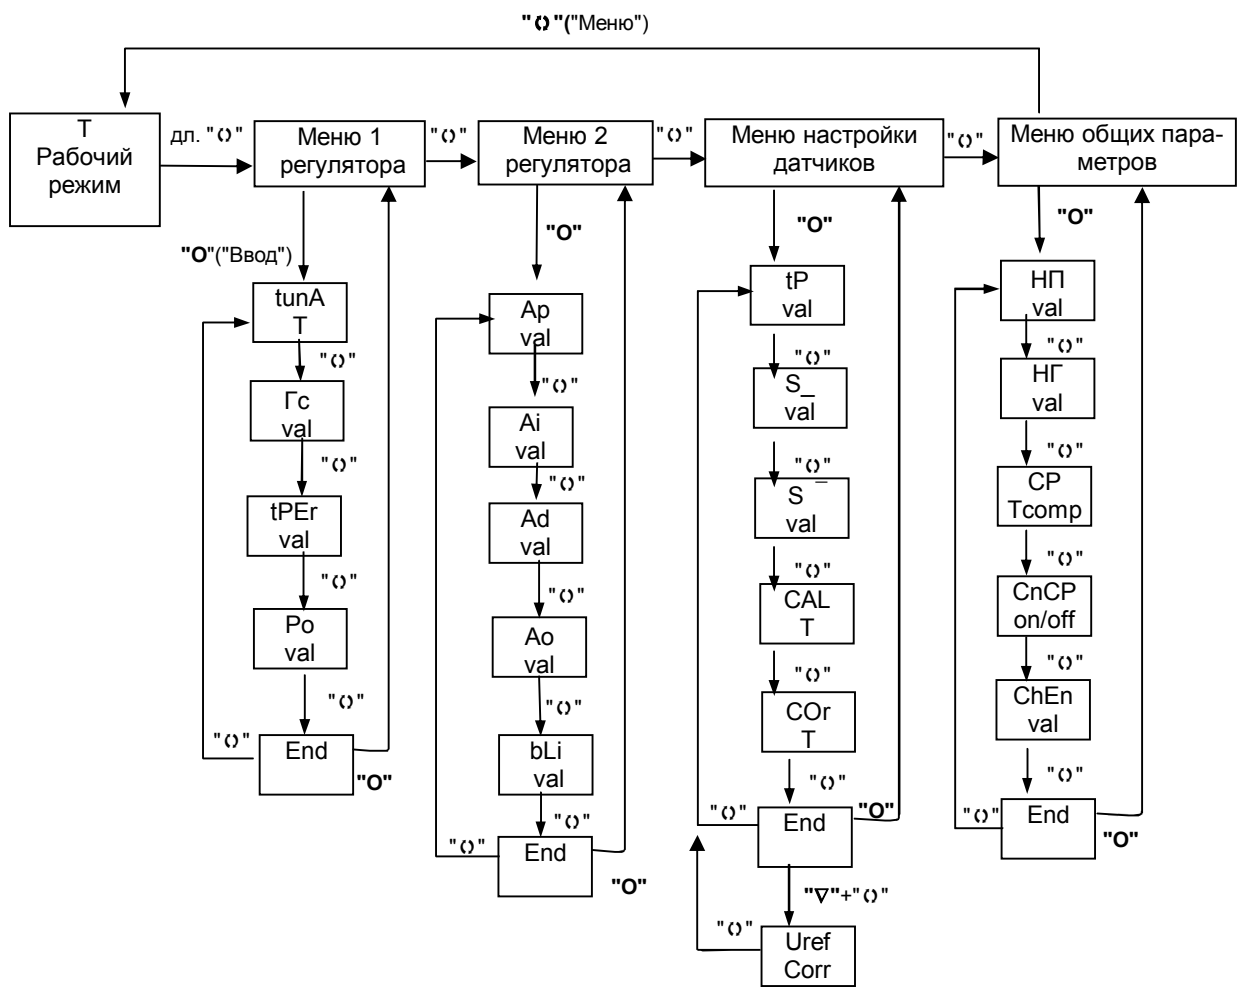 "🗘"("Меню")
Т
Рабочий
режим
дл. "🗘"
Меню 1
регулятора
"🗘"
Меню 2
регулятора
"🗘"
Меню настройки
датчиков
"🗘"
Меню общих пара-
метров
"О"("Ввод")
tunA
T
"🗘"
Гс
val
"🗘"
tPEr
val
"🗘"
Po
val
"🗘"
End
"🗘"
"О"
"О"
Ap
val
"🗘"
Ai
val
"🗘"
Ad
val
"🗘"
Ao
val
"🗘"
bLi
val
"🗘"
End
"🗘"
"О"
"О"
tP
val
"🗘"
S_
val
"🗘"
S ‾
val
"🗘"
CAL
T
"🗘"
COr
T
"🗘"
End
"🗘"
"О"
"∇"+"🗘"
Uref
Corr
"🗘"
"О"
НП
val
"🗘"
НГ
val
"🗘"
CP
Tcomp
"🗘"
CnCP
on/off
"🗘"
ChEn
val
"🗘"
End
"🗘"
"О"